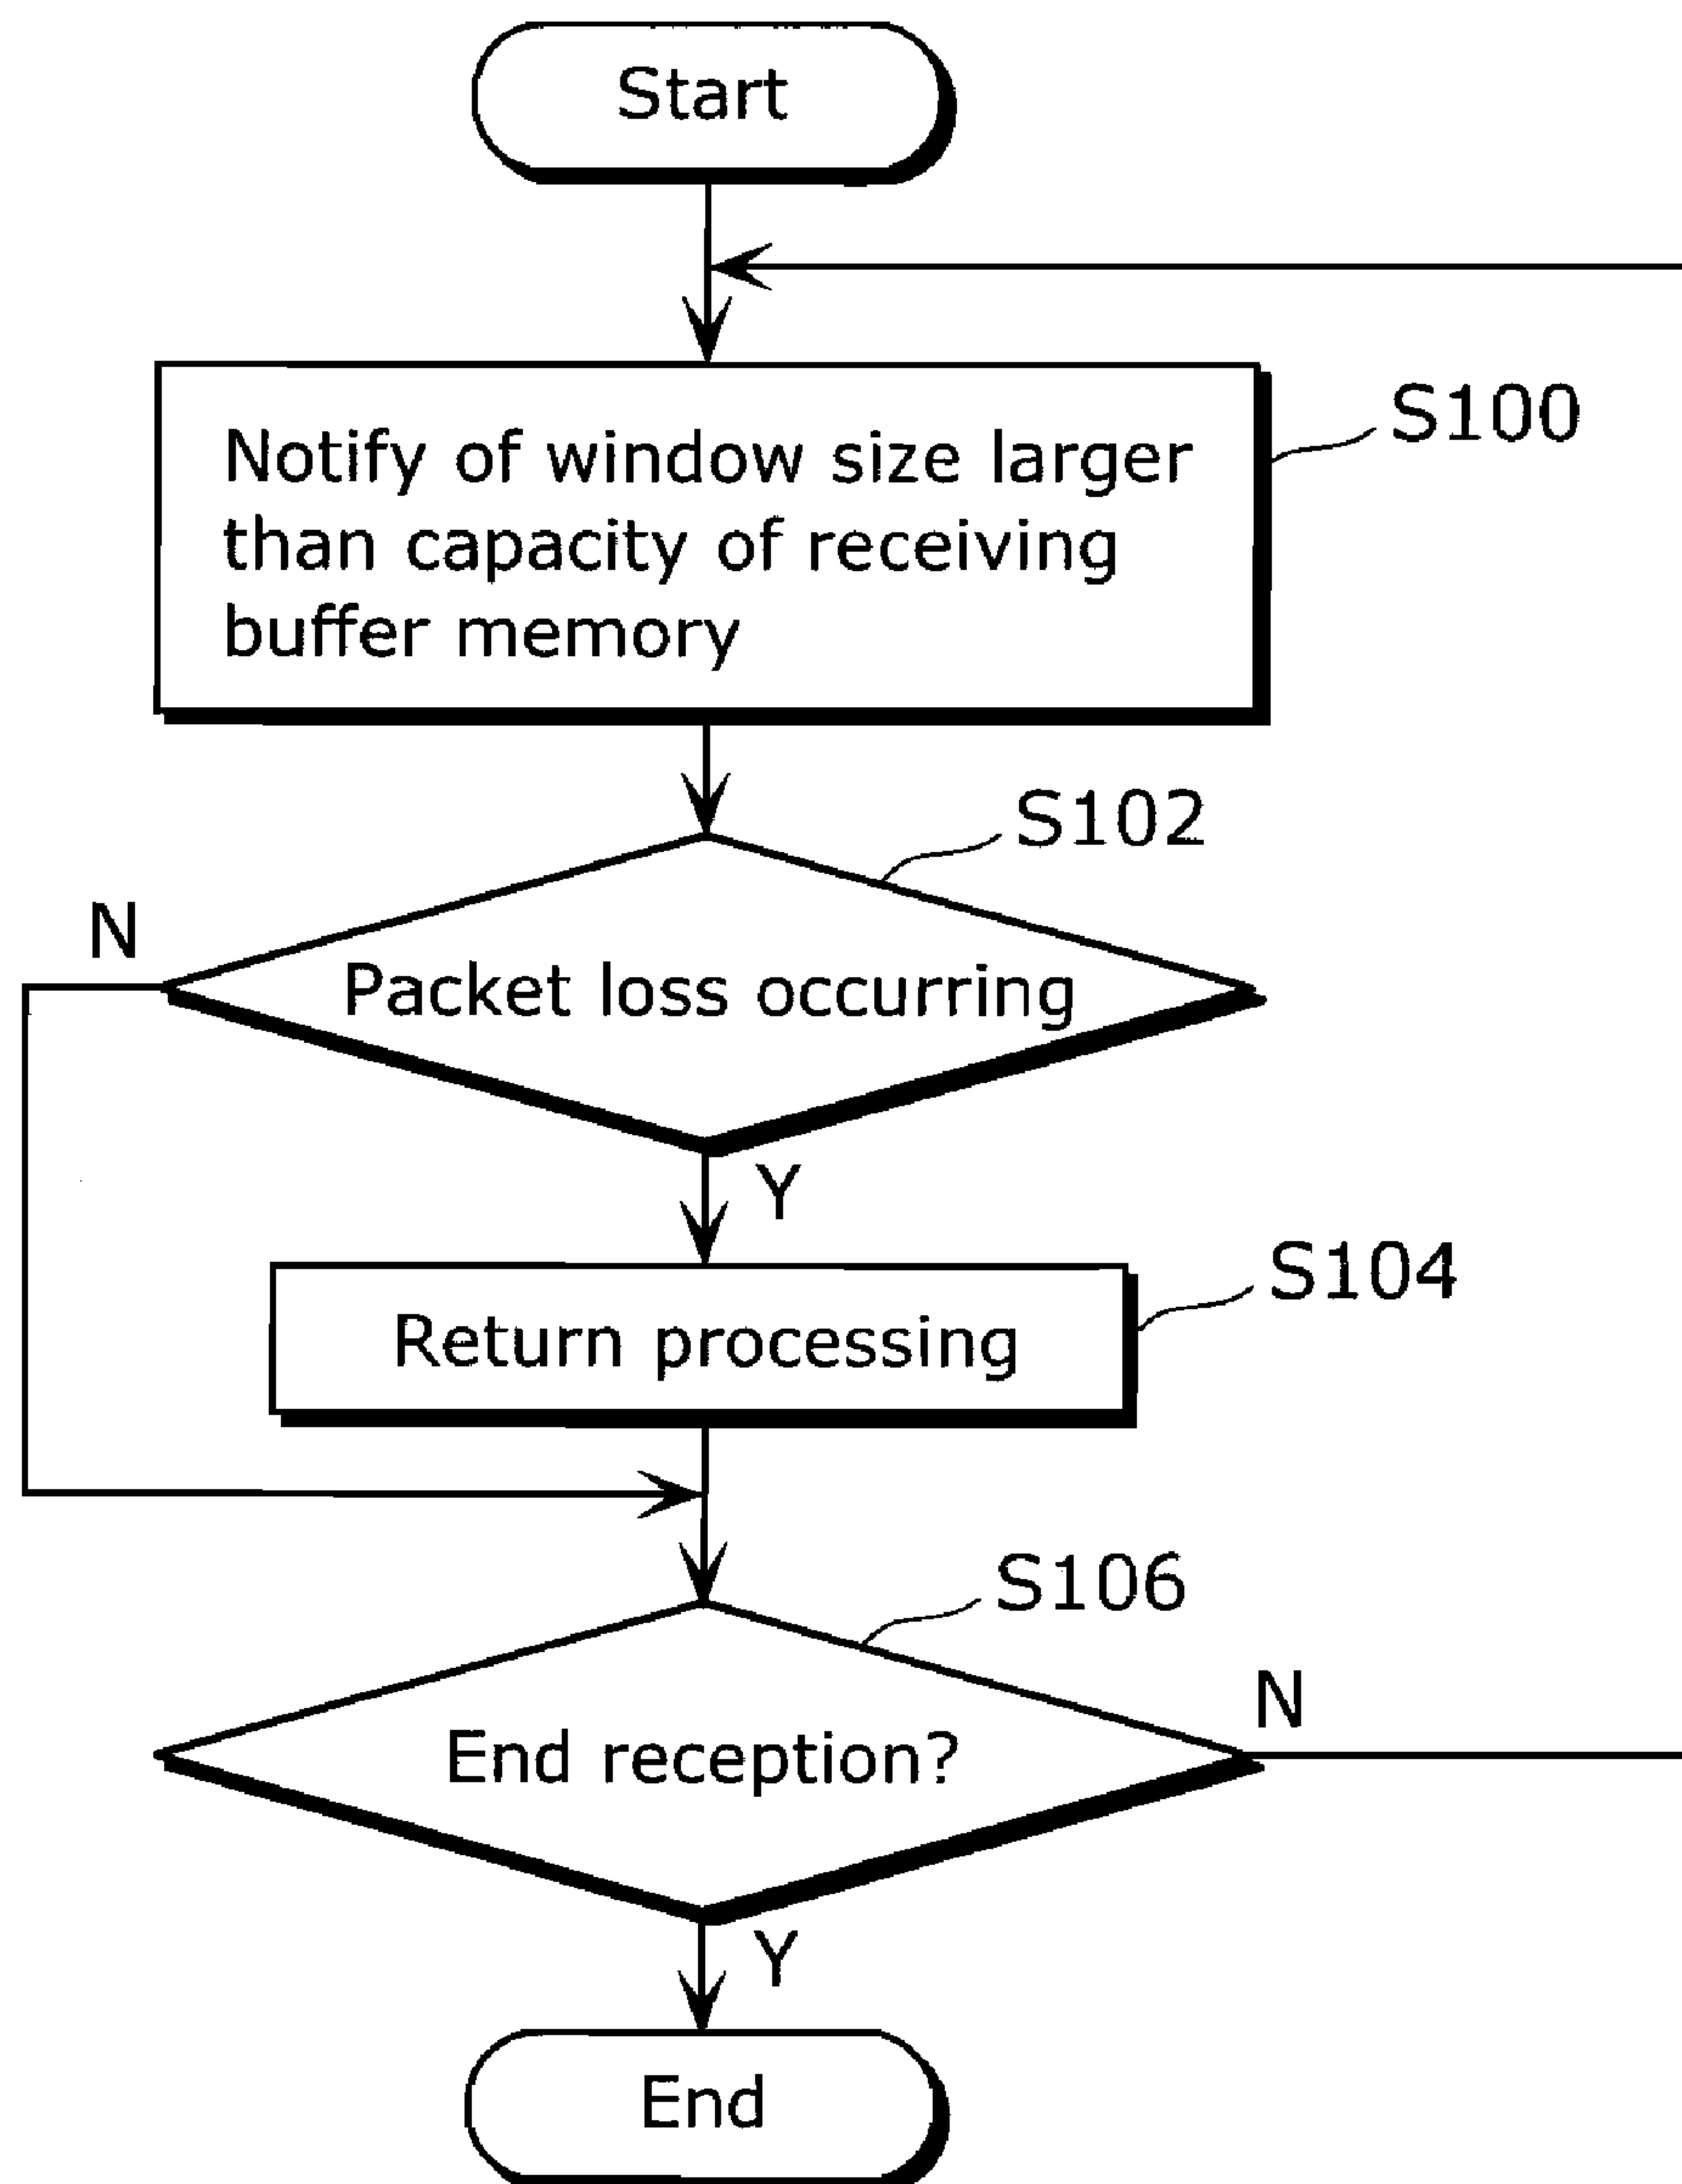 Start
S100
Notify of window size larger
than capacity of receiving
buffer memory
S102
N
Packet loss occurring
Y
S104
Return processing
S106
N
End reception?
Y
End